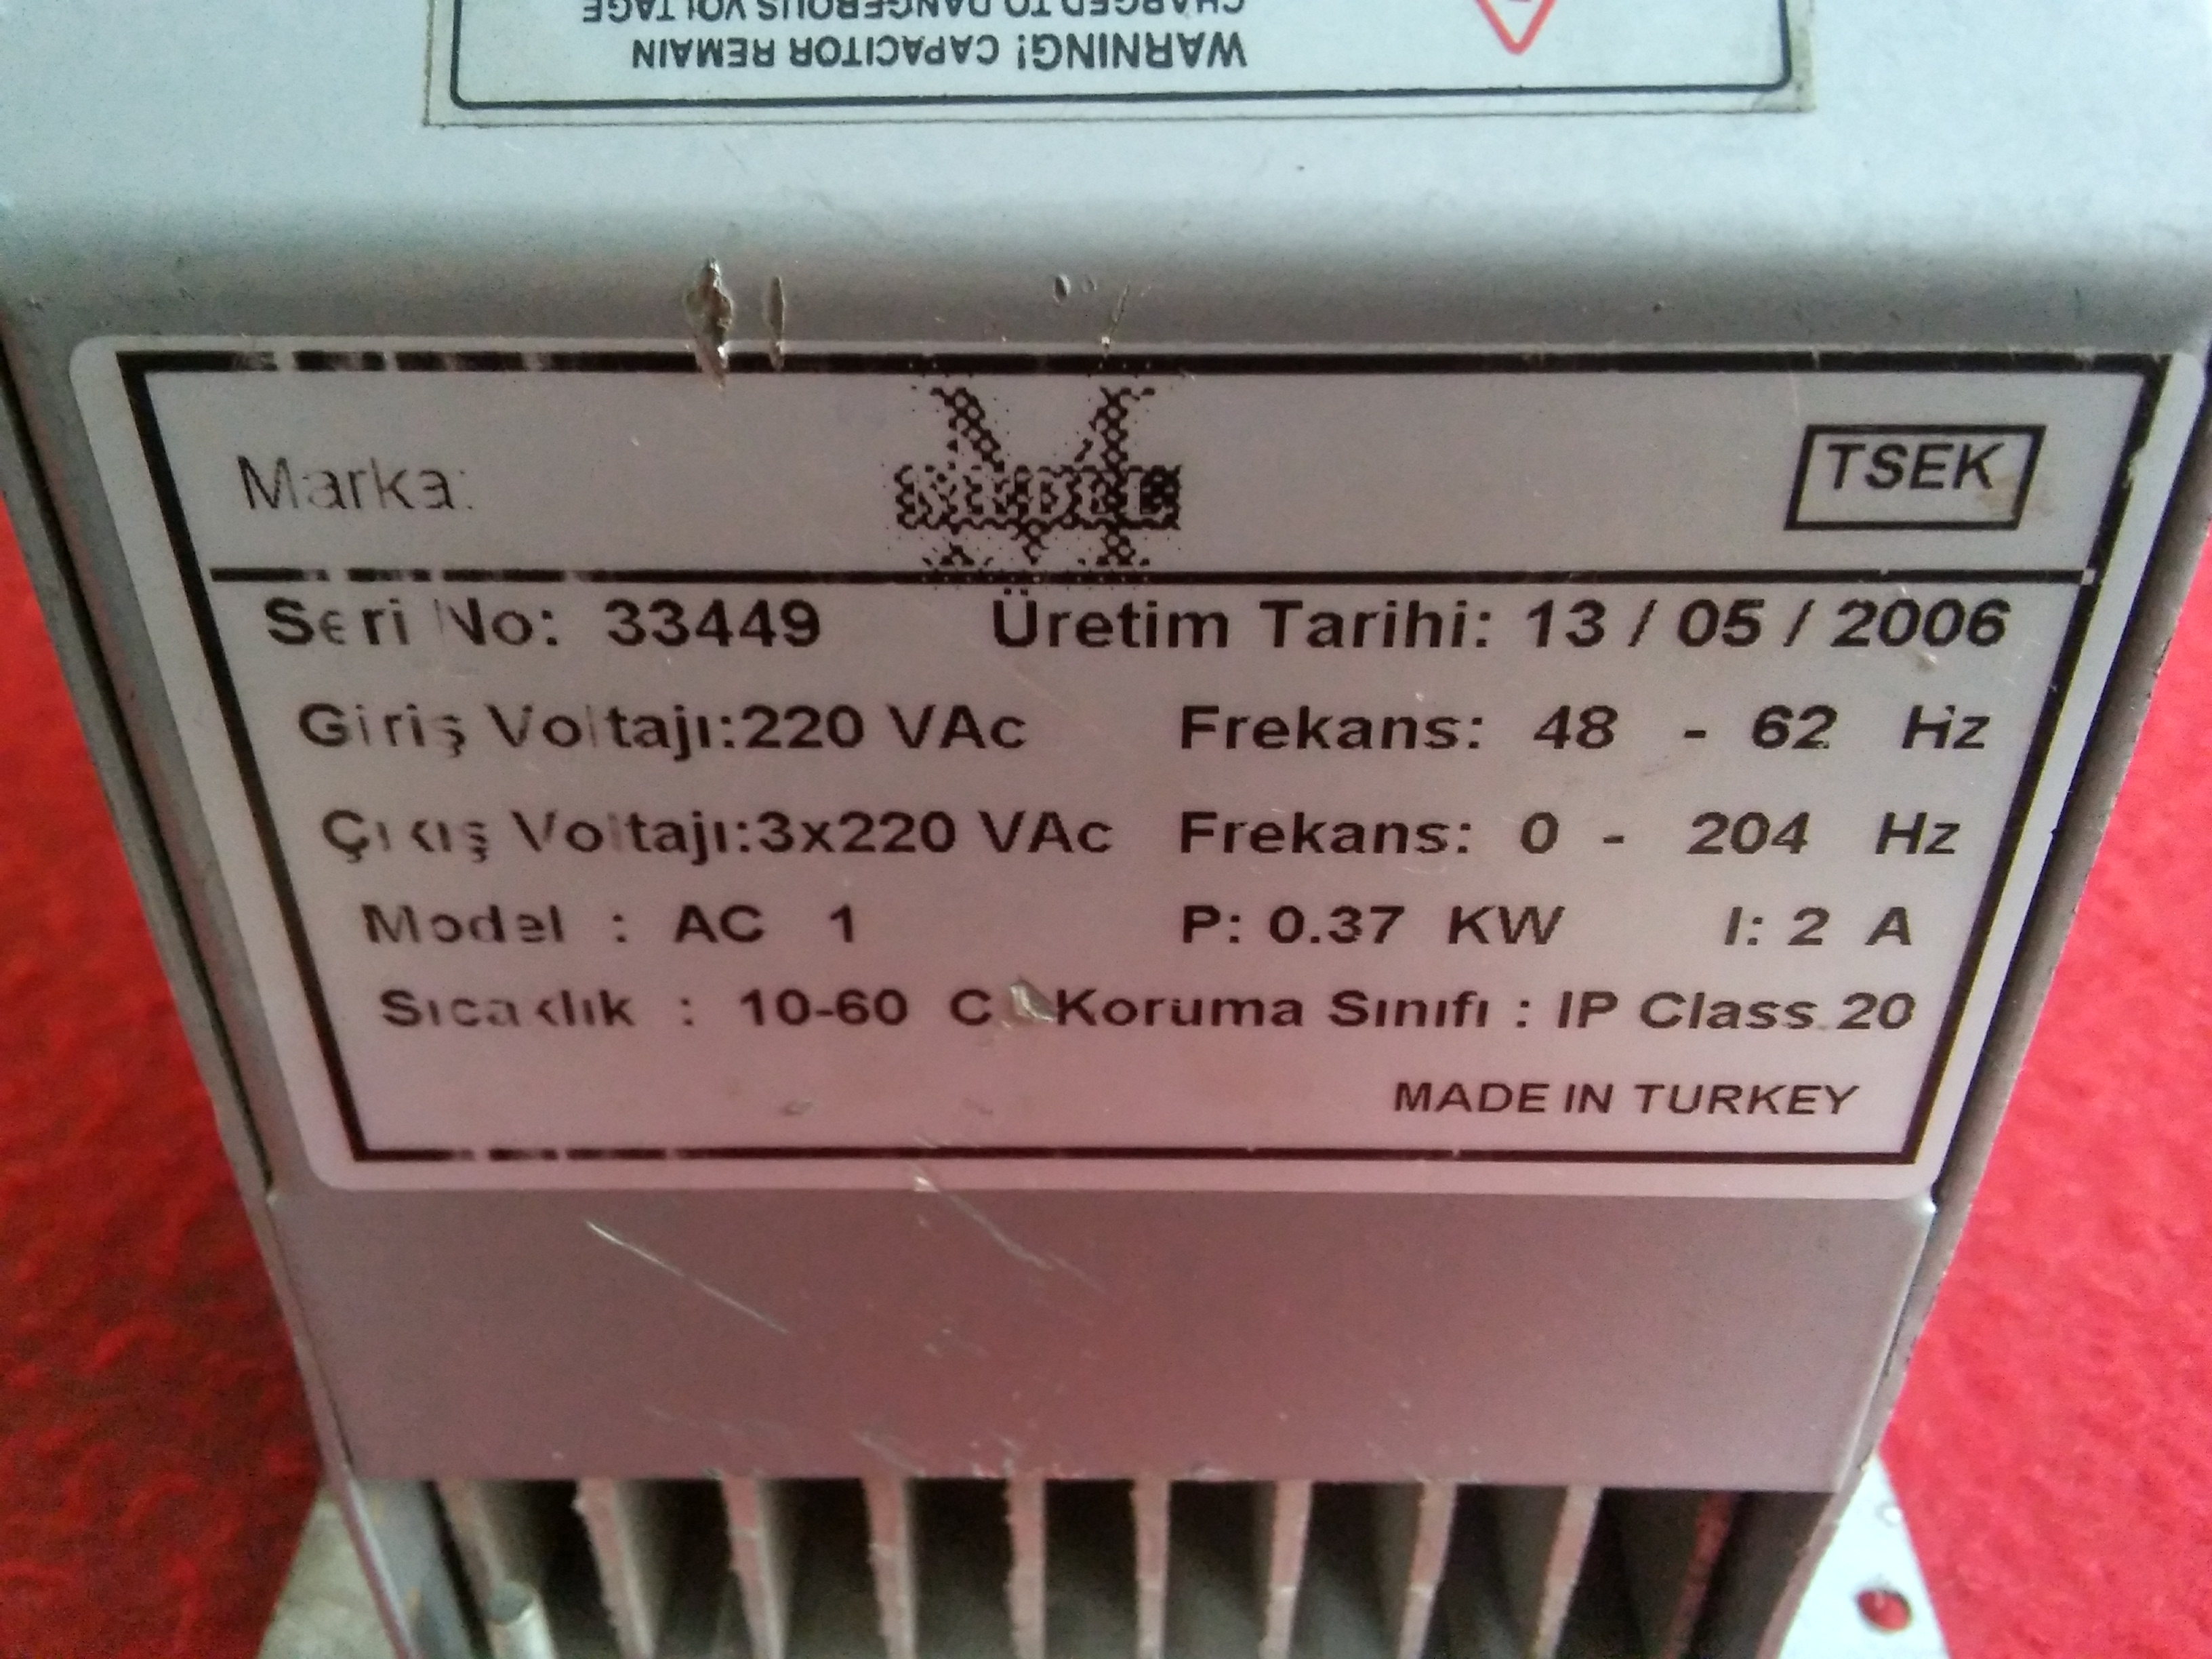 CHARGED TO DANGEROUS VOLTAGE
WARNING! CAPACITOR REMAIN
Marka:
TSEK
Seri No: 33449 Üretim Tarihi: 13 / 05 / 2006
Giriş Voltajı:220 VAc Frekans: 48 - 62 Hz
Çıkış Voltajı:3x220 VAc Frekans: 0 - 204 Hz
Model : AC 1 P: 0.37 KW I: 2 A
Sıcaklık : 10-60 C Koruma Sınıfı : IP Class 20
MADE IN TURKEY